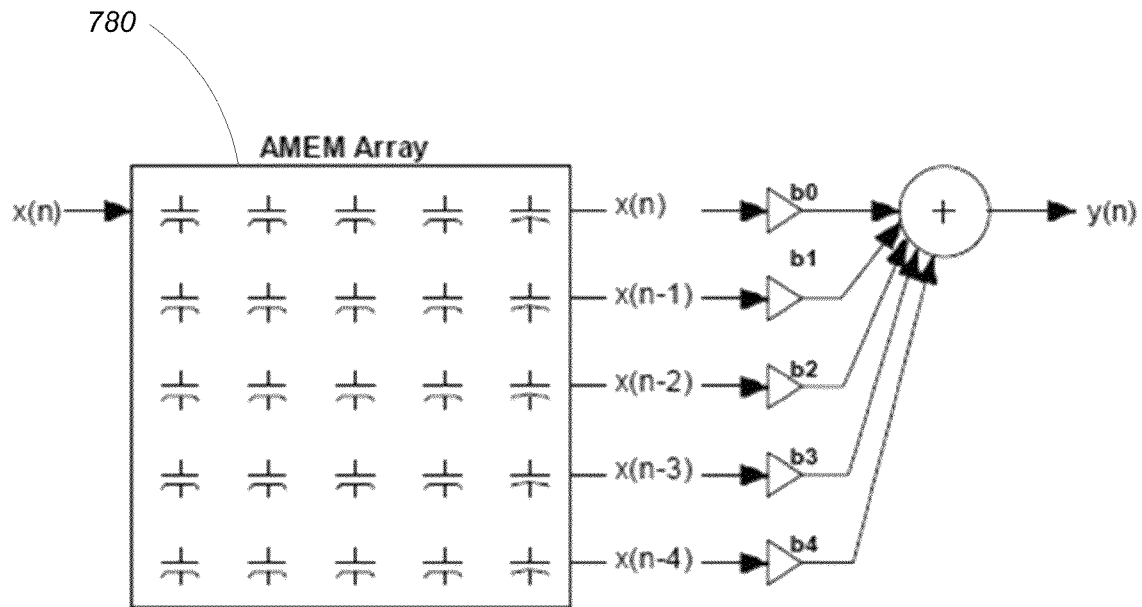 780
AMEM Array
x(n) x(n) b0 + y(n)
x(n-1) b1
x(n-2) b2
x(n-3) b3
x(n-4) b4